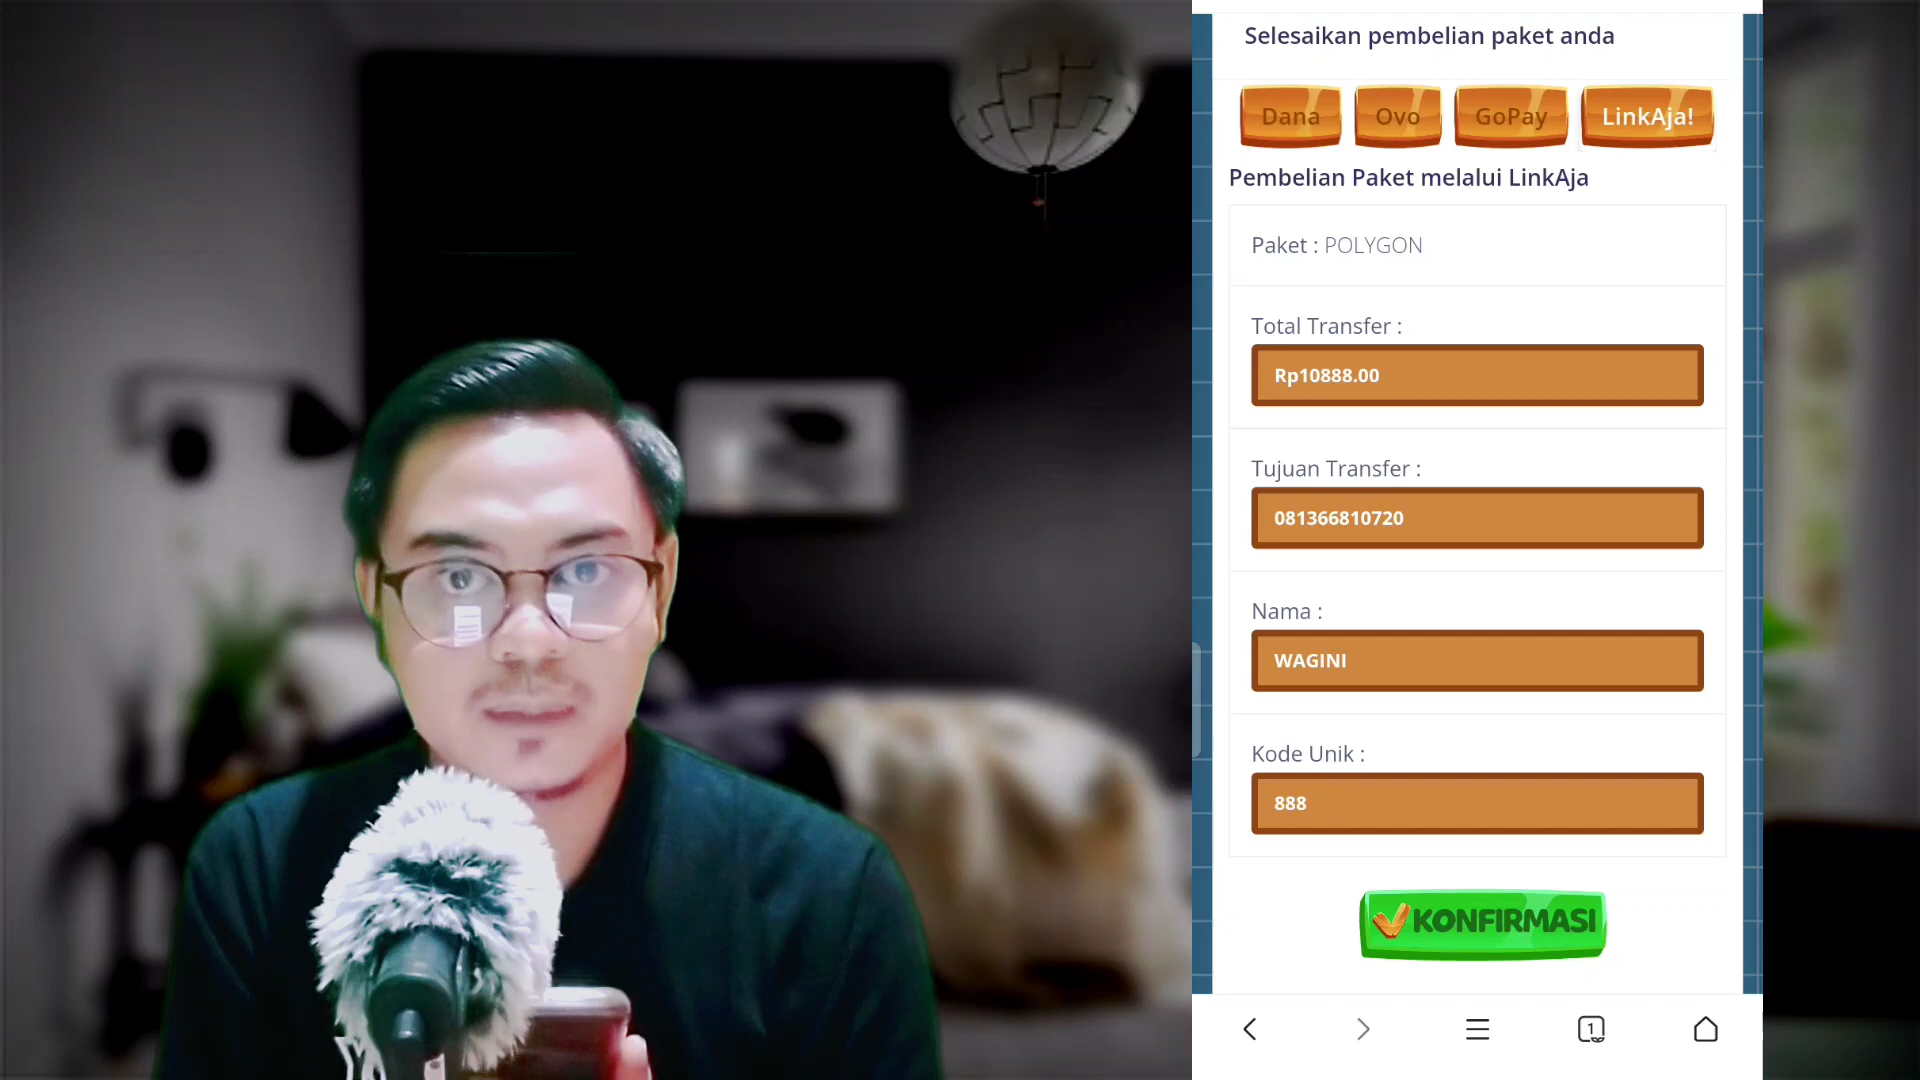 Selesaikan pembelian paket anda
Dana
Ovo
GoPay
LinkAja!
Pembelian Paket melalui LinkAja
Paket : POLYGON
Total Transfer :
Rp10888.00
Tujuan Transfer :
081366810720
Nama :
WAGINI
Kode Unik :
888
KONFIRMASI
1